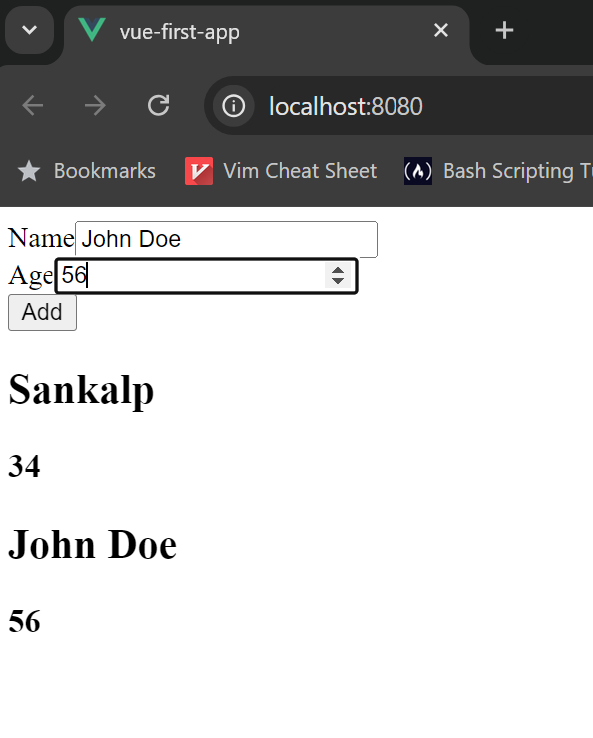 vue-first-app
localhost:8080
Bookmarks Vim Cheat Sheet Bash Scripting
Name John Doe
Age 56
Add
Sankalp
34
John Doe
56